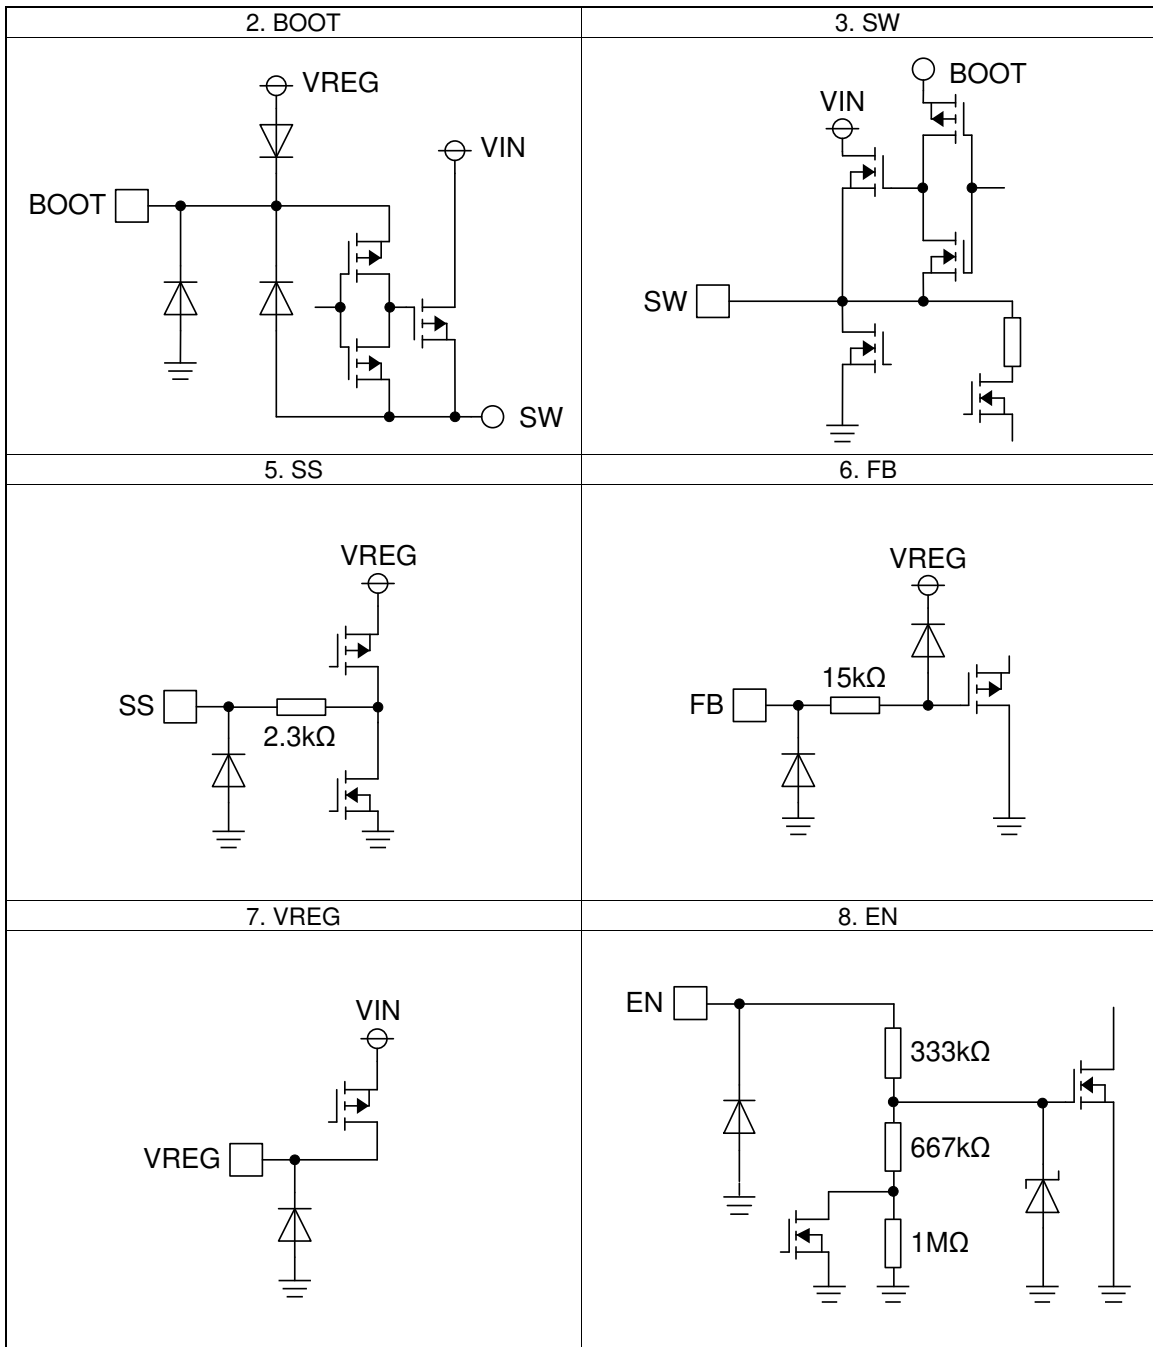 2. BOOT
3. SW
VREG
VIN
BOOT
SW
BOOT
VIN
SW
5. SS
6. FB
VREG
SS
2.3kΩ
VREG
15kΩ
FB
7. VREG
8. EN
VIN
VREG
EN
333kΩ
667kΩ
1MΩ